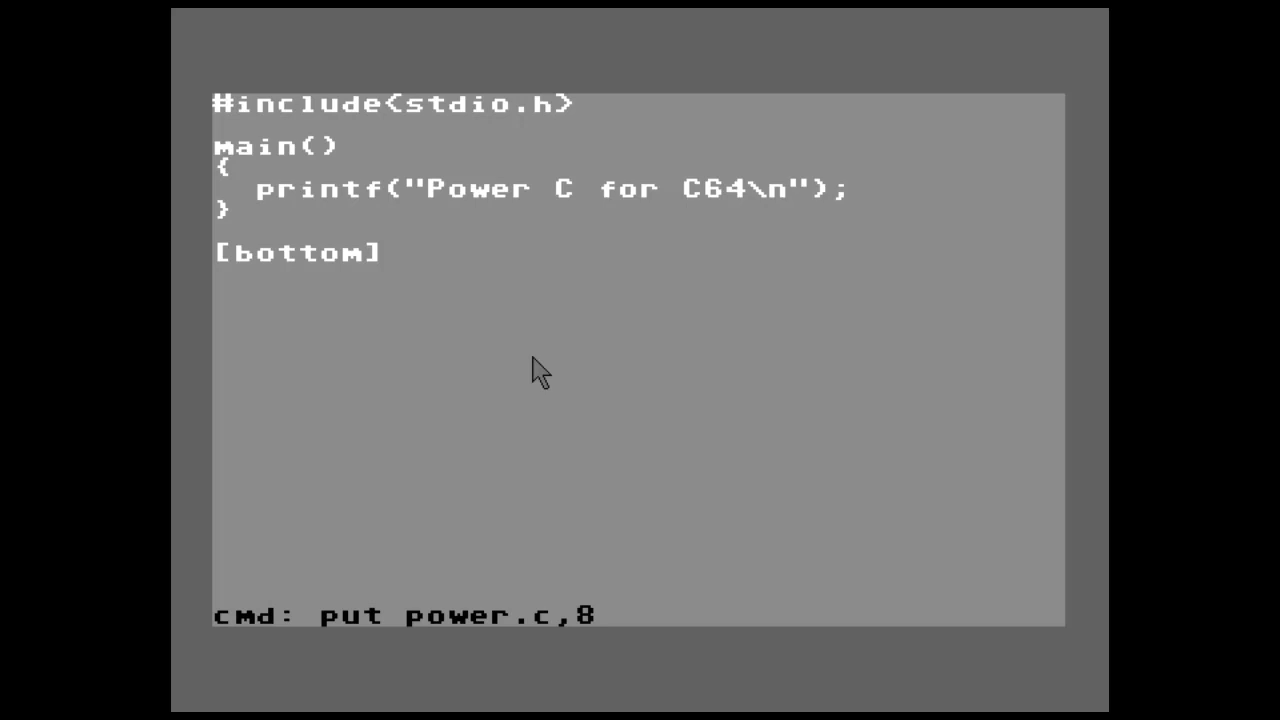 #include<stdio.h>
main()
{
  printf("Power C for C64\n");
}
[bottom]
cmd: put power.c,8